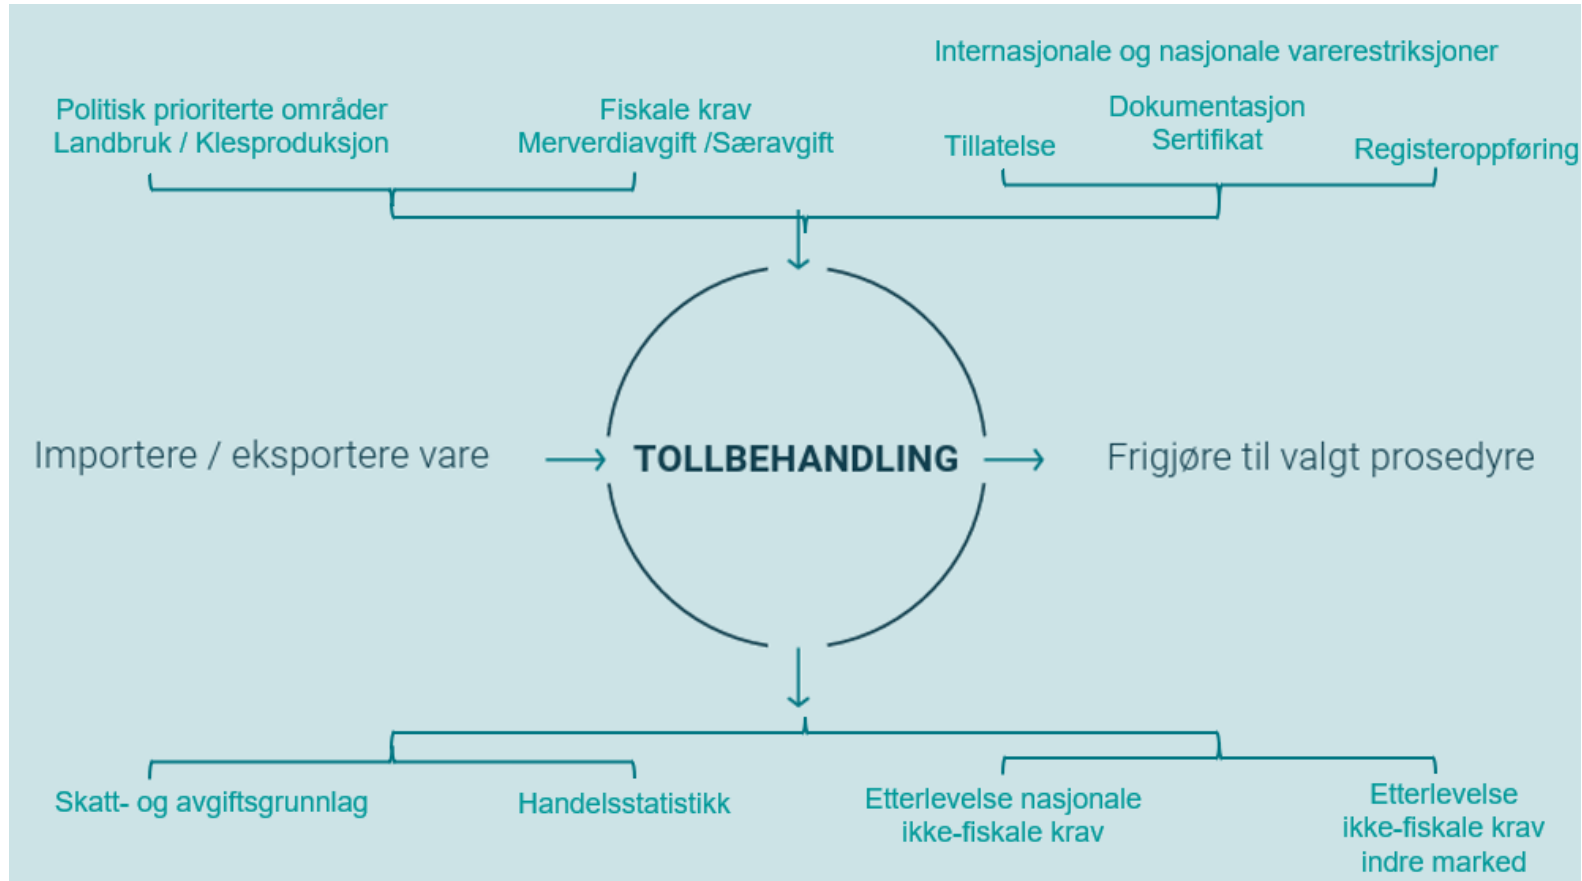 Internasjonale og nasjonale varerestriksjoner
Politisk prioriterte områder
Landbruk / Klesproduksjon
Fiskale krav
Merverdiavgift /Særavgift
Tillatelse
Dokumentasjon
Sertifikat
Registeroppføring
Importere / eksportere vare
TOLLBEHANDLING
Frigjøre til valgt prosedyre
Skatt- og avgiftsgrunnlag
Handelsstatistikk
Etterlevelse nasjonale
ikke-fiskale krav
Etterlevelse
ikke-fiskale krav
indre marked